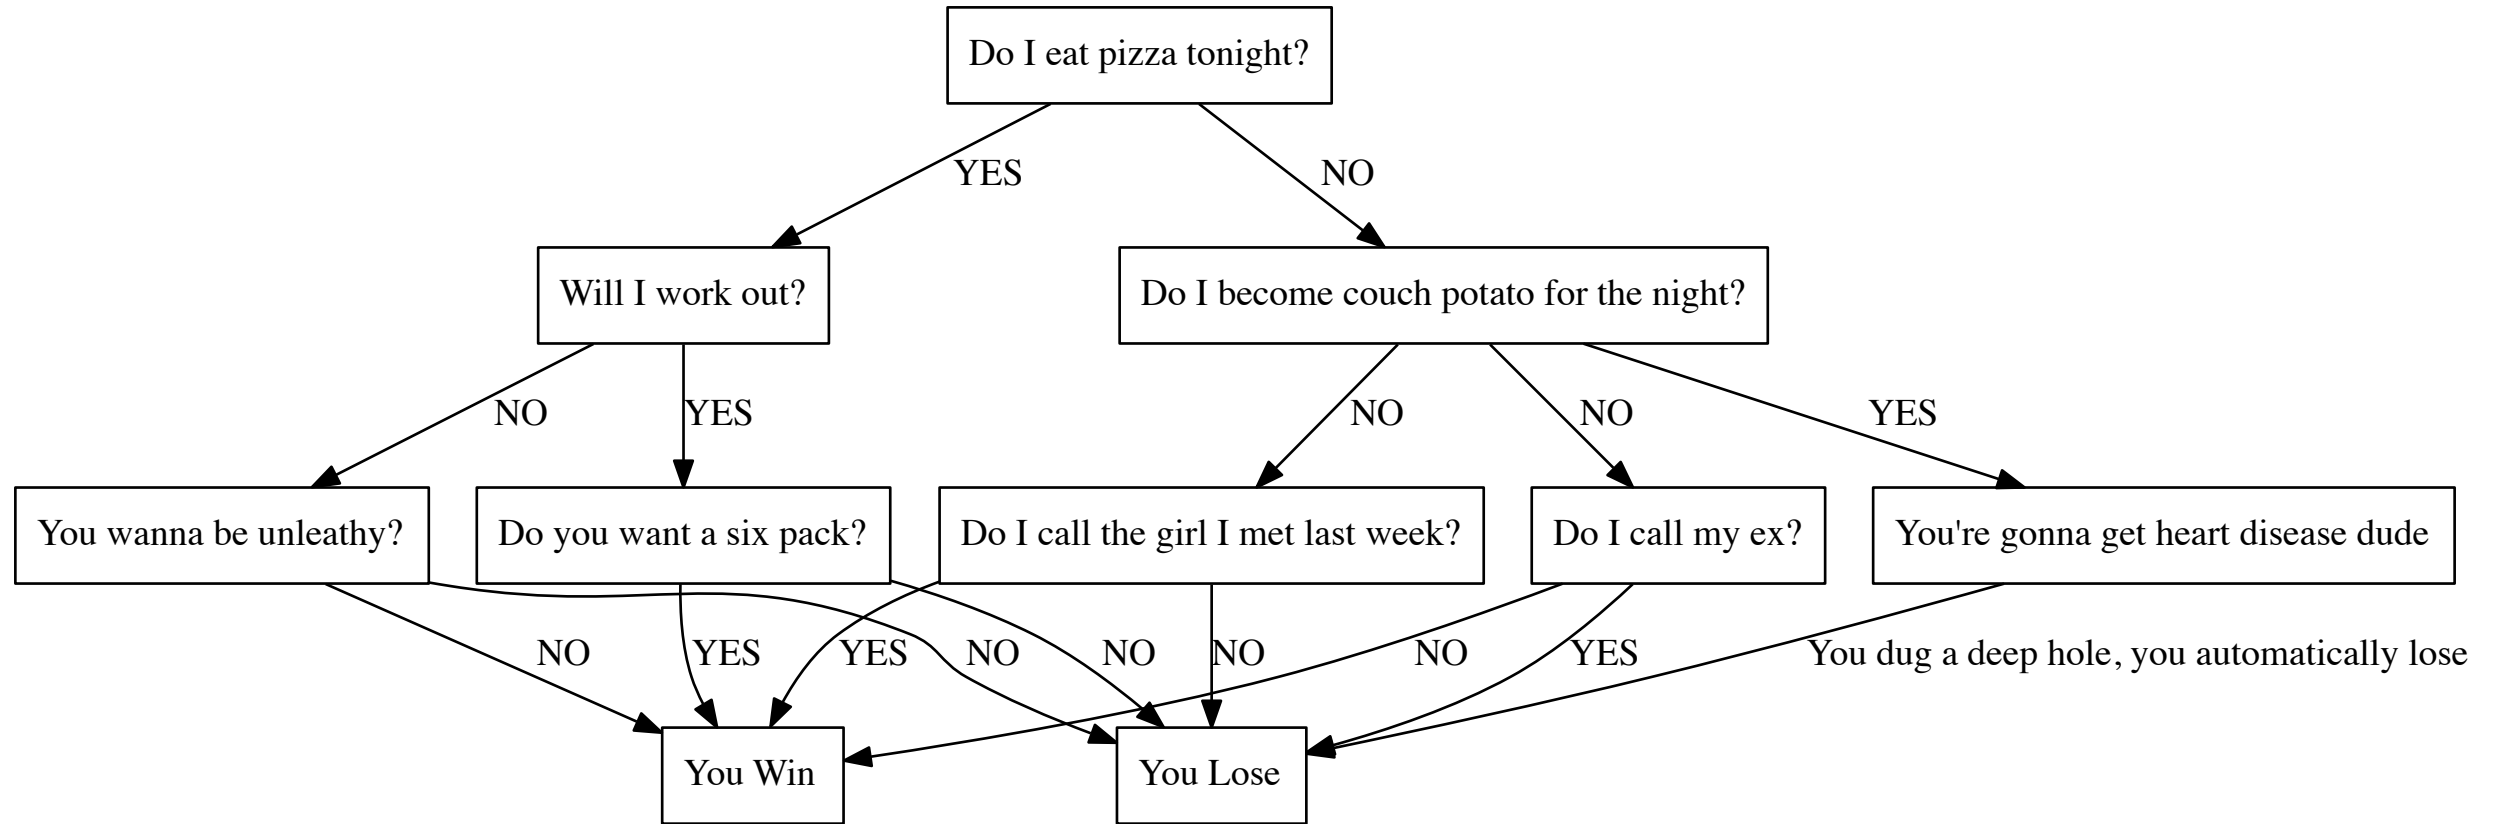 Do I eat pizza tonight?
YES
NO
Will I work out?
Do I become couch potato for the night?
NO
YES
NO
NO
YES
You wanna be unleathy?
Do you want a six pack?
Do I call the girl I met last week?
Do I call my ex?
You're gonna get heart disease dude
NO
YES
YES
NO
NO
NO
NO
YES
You dug a deep hole, you automatically lose
You Win
You Lose